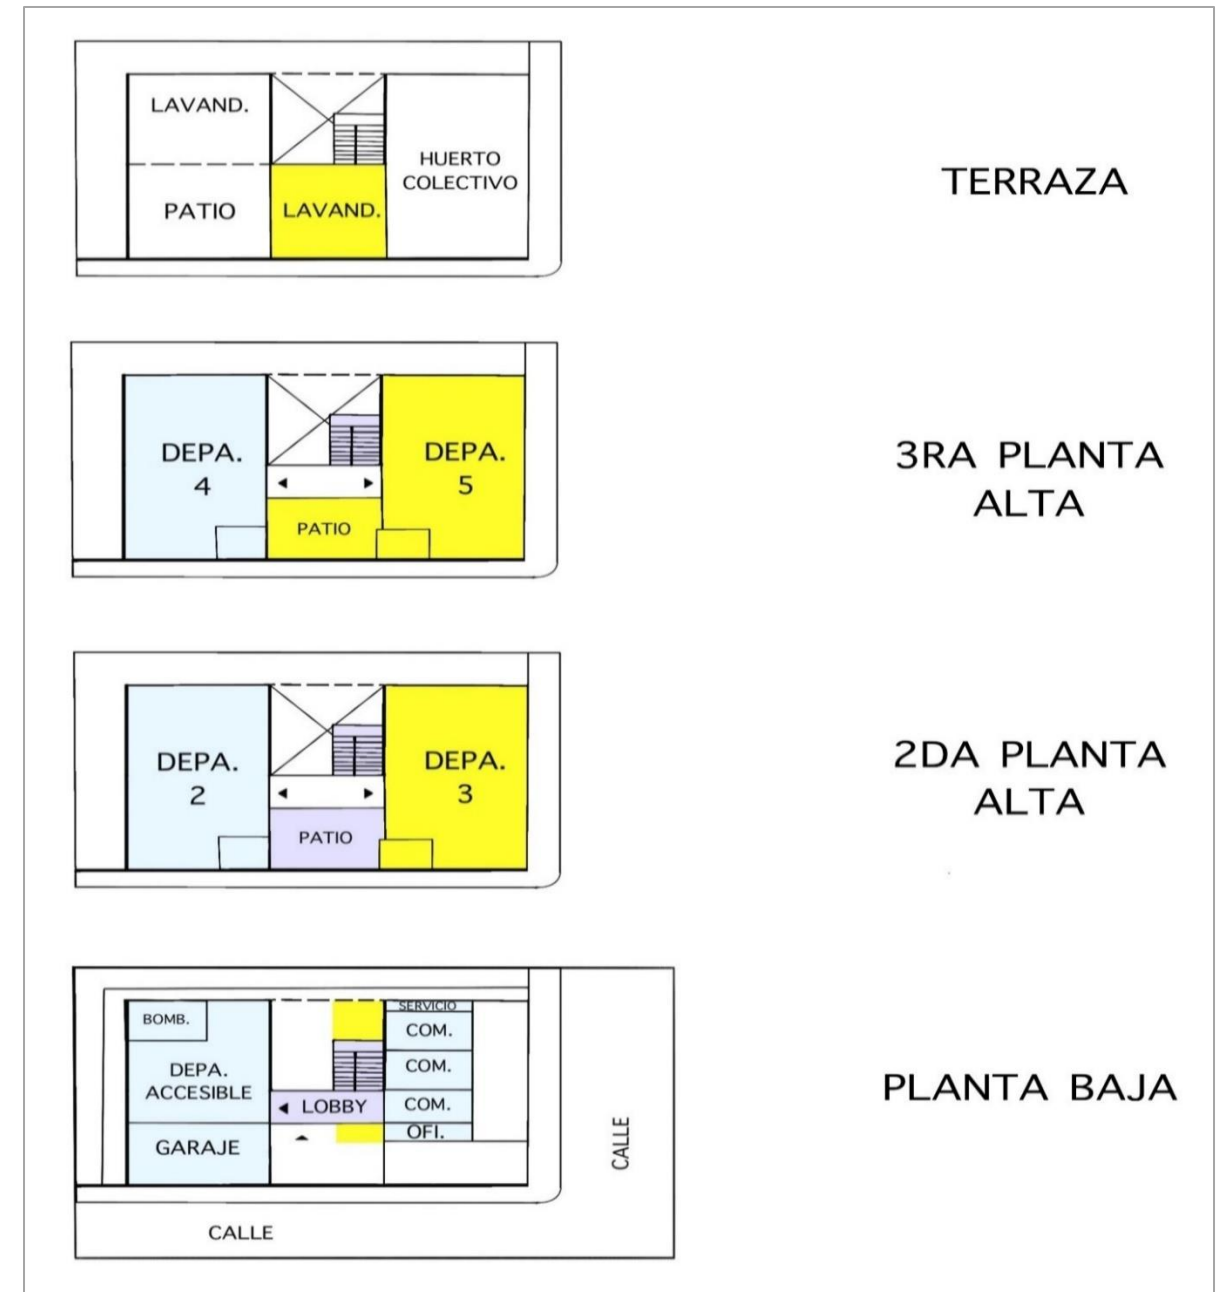 LAVAND.
PATIO
LAVAND.
HUERTO
COLECTIVO
TERRAZA
DEPA.
4
PATIO
DEPA.
5
3RA PLANTA
ALTA
DEPA.
2
PATIO
DEPA.
3
2DA PLANTA
ALTA
BOMB.
DEPA.
ACCESIBLE
GARAJE
LOBBY
SERVICIO
COM.
COM.
COM.
OFI.
CALLE
CALLE
PLANTA BAJA